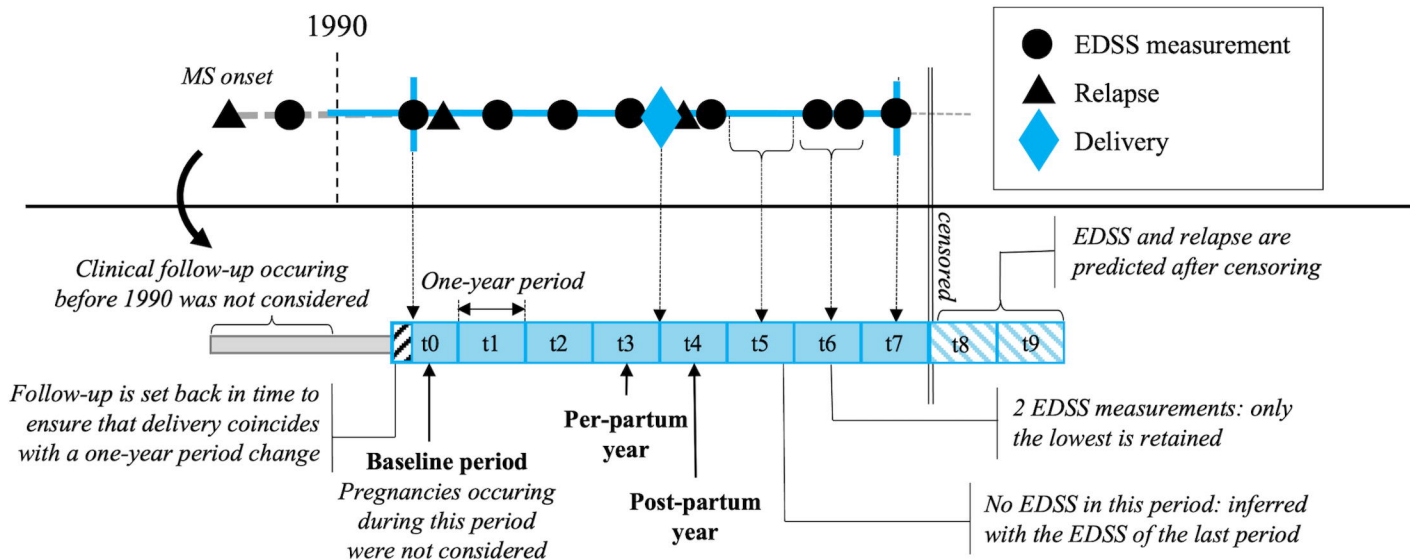 1990
MS onset
EDSS measurement
Relapse
Delivery
Clinical follow-up occuring
before 1990 was not considered
One-year period
censored
EDSS and relapse are
predicted after censoring
t0
t1
t2
t3
t4
t5
t6
t7
t8
t9
Follow-up is set back in time to
ensure that delivery coincides
with a one-year period change
Baseline period
Pregnancies occuring
during this period
were not considered
Per-partum
year
Post-partum
year
2 EDSS measurements: only
the lowest is retained
No EDSS in this period: inferred
with the EDSS of the last period